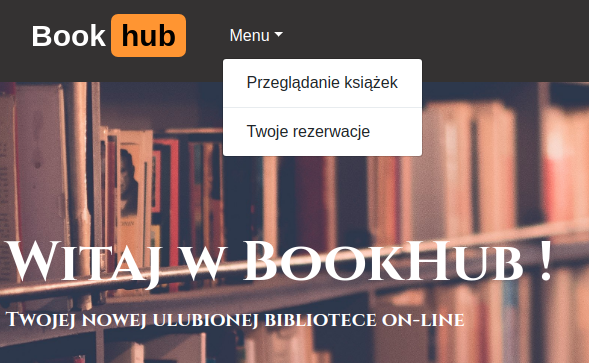 Book hub Menu
Przeglądanie książek
Twoje rezerwacje
Witaj w BookHub !
Twojej nowej ulubionej bibliotece on-line